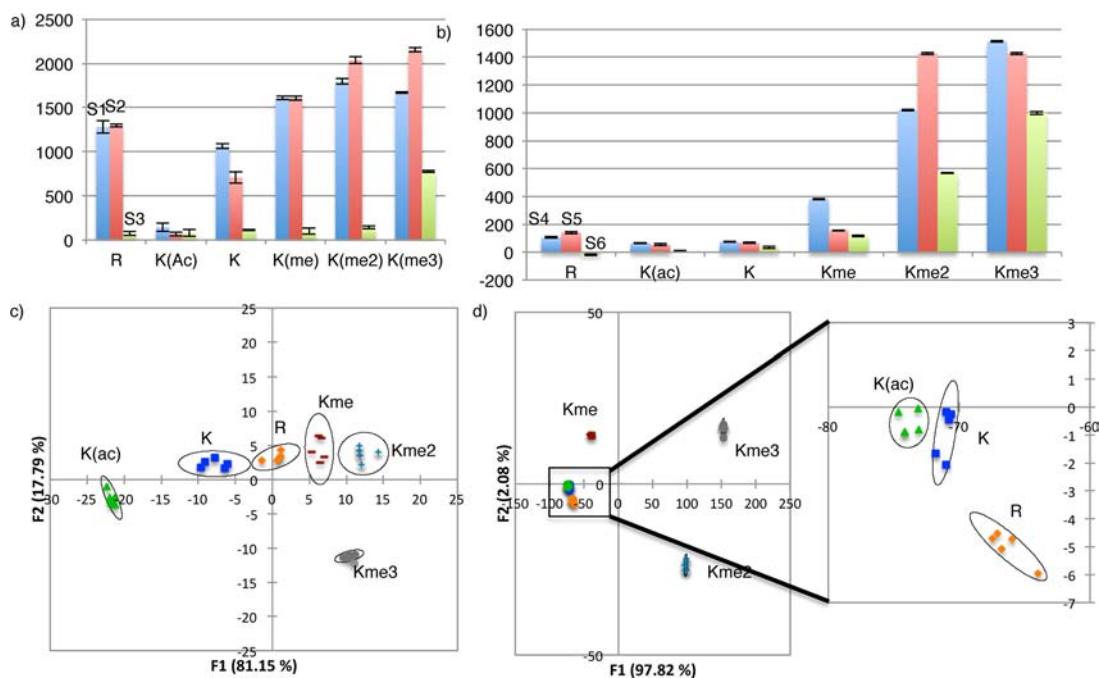 a)
2500
2000
1500
1000
500
0
S1 S2
S3
R K(Ac) K K(me) K(me2) K(me3)
b)
1600
1400
1200
1000
800
600
400
200
0
-200
S4 S5
S6
R K(ac) K Kme Kme2 Kme3
c)
25
20
15
10
5
0
-5
-10
-15
-20
-25
-30 -25 -20 -15 -10 -5 0 5 10 15 20 25
K(ac)
K
R
Kme
Kme2
Kme3
F2 (17.79 %)
F1 (81.15 %)
d)
50
0
-50
-150 -100 -50 0 50 100 150 200 250
Kme
Kme3
Kme2
F2 (2.08 %)
F1 (97.82 %)
3
2
1
0
-1
-2
-3
-4
-5
-6
-7
-80 -70 -60
K(ac)
K
R